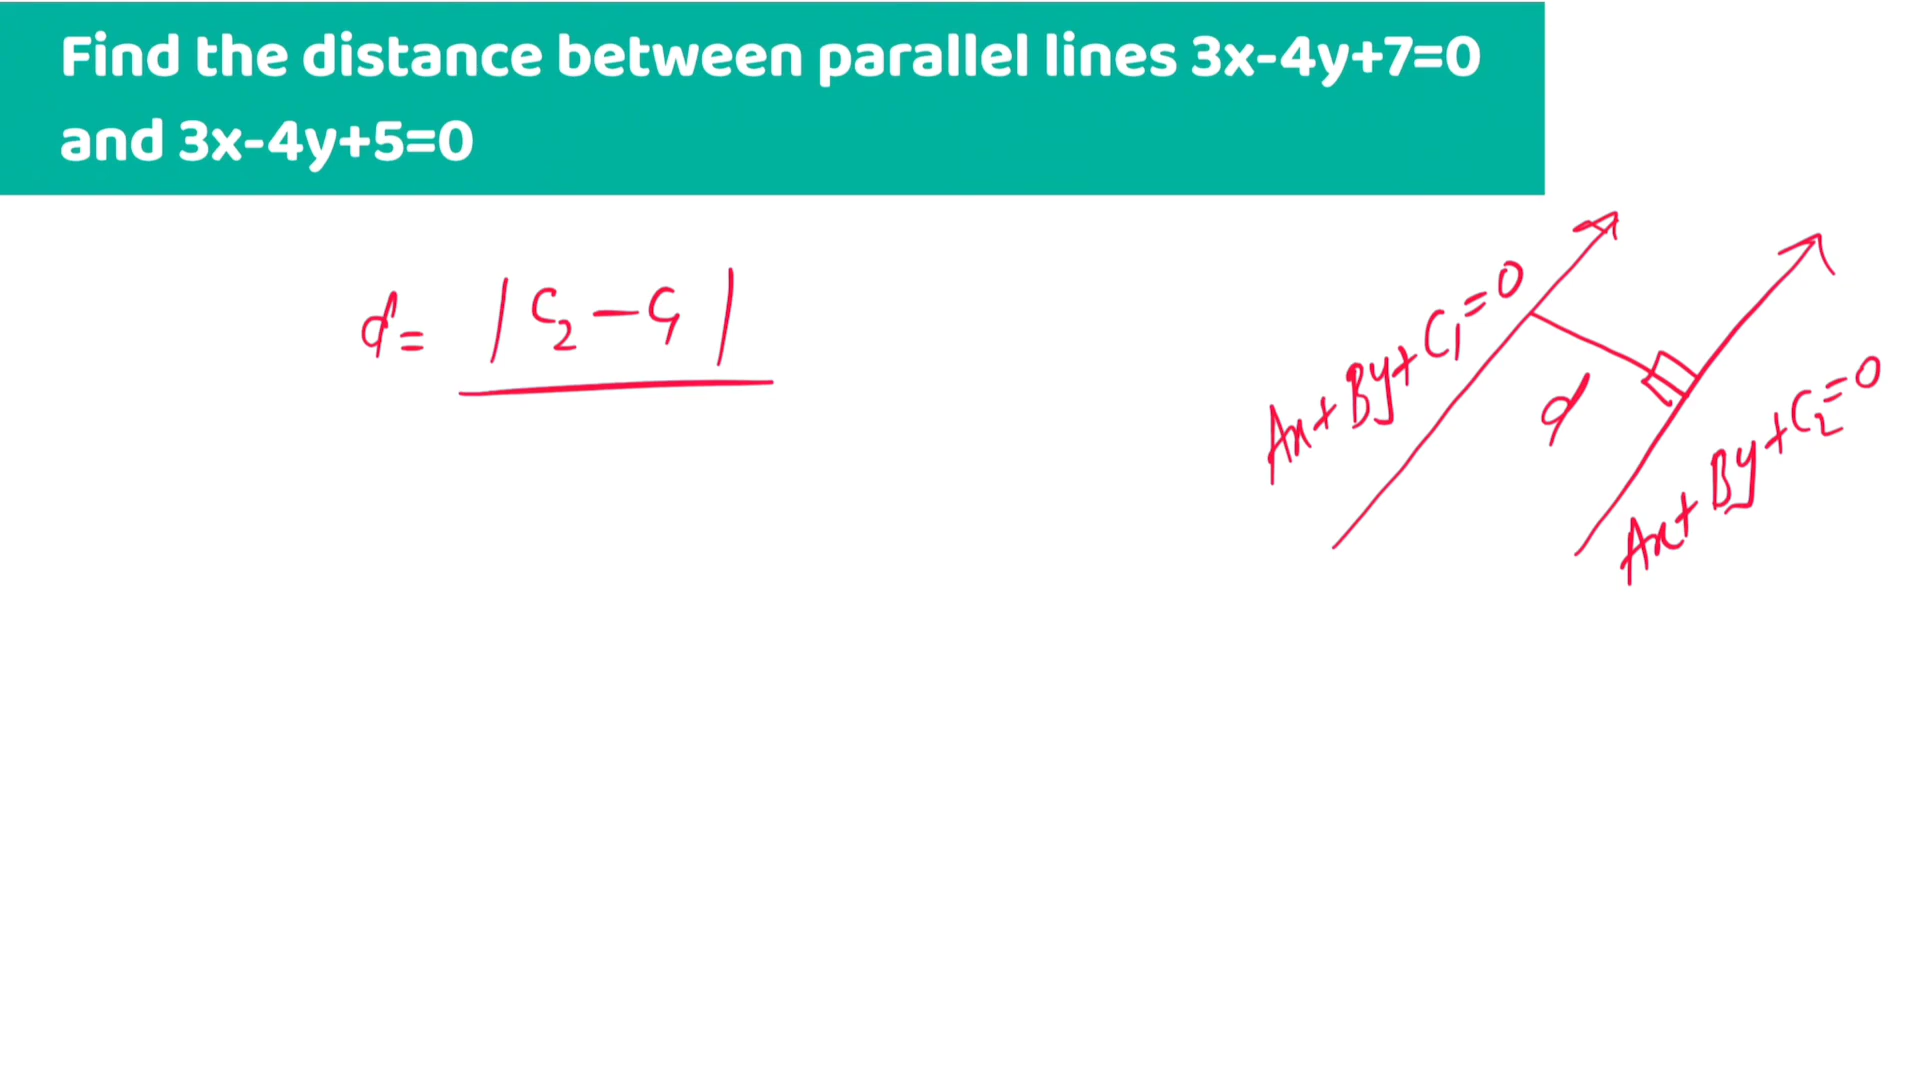 Find the distance between parallel lines 3x-4y+7=0
and 3x-4y+5=0
d = |C₂ - C₁|
Ax + By + C₁ = 0
d
Ax + By + C₂ = 0